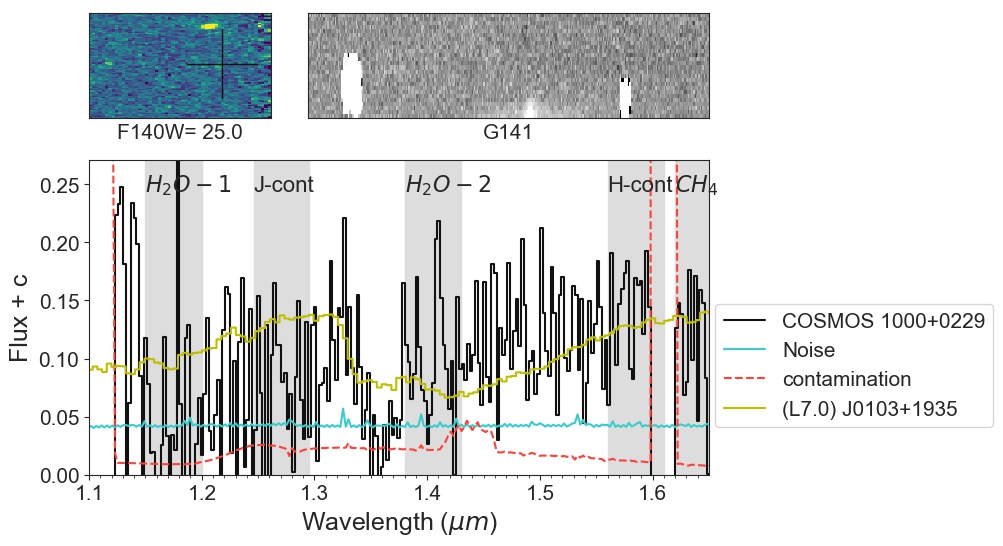 F140W= 25.0
G141
H₂O − 1
J-cont
H₂O − 2
H-cont
CH₄
0.25
0.20
0.15
0.10
0.05
0.00
Flux + c
1.1
1.2
1.3
1.4
1.5
1.6
Wavelength (μm)
COSMOS 1000+0229
Noise
contamination
(L7.0) J0103+1935